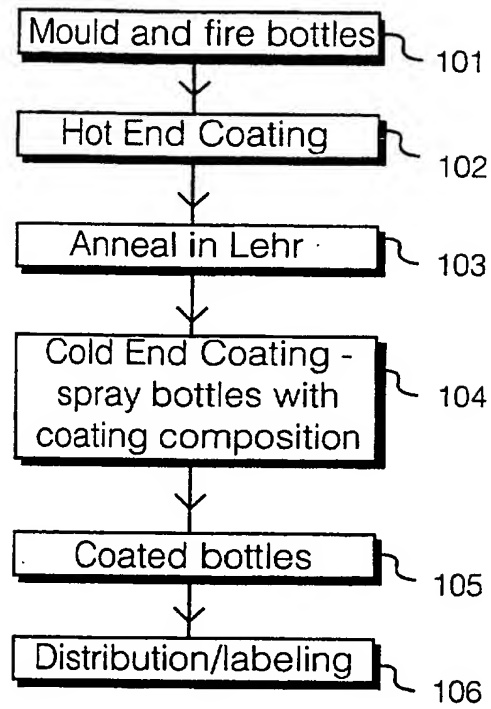 Mould and fire bottles
101
Hot End Coating
102
Anneal in Lehr
103
Cold End Coating -
spray bottles with
coating composition
104
Coated bottles
105
Distribution/labeling
106